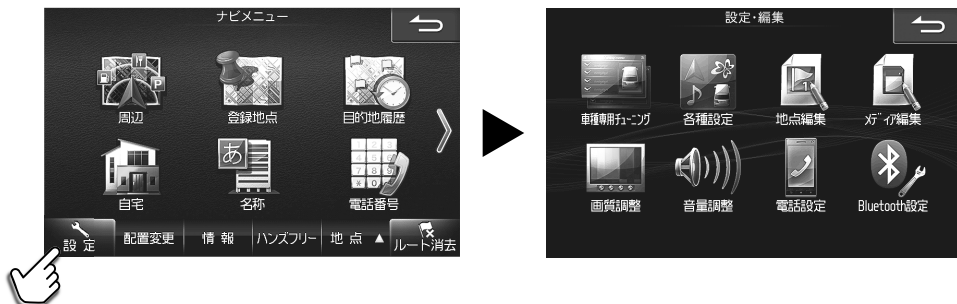 ナビメニュー
周辺
登録地点
目的地履歴
自宅
あ
名称
電話番号
設定
配置変更
情報
ハンズフリー
地点 ▲
ルート消去
設定・編集
車種専用チューニング
各種設定
地点編集
メディア編集
画質調整
音量調整
電話設定
Bluetooth設定